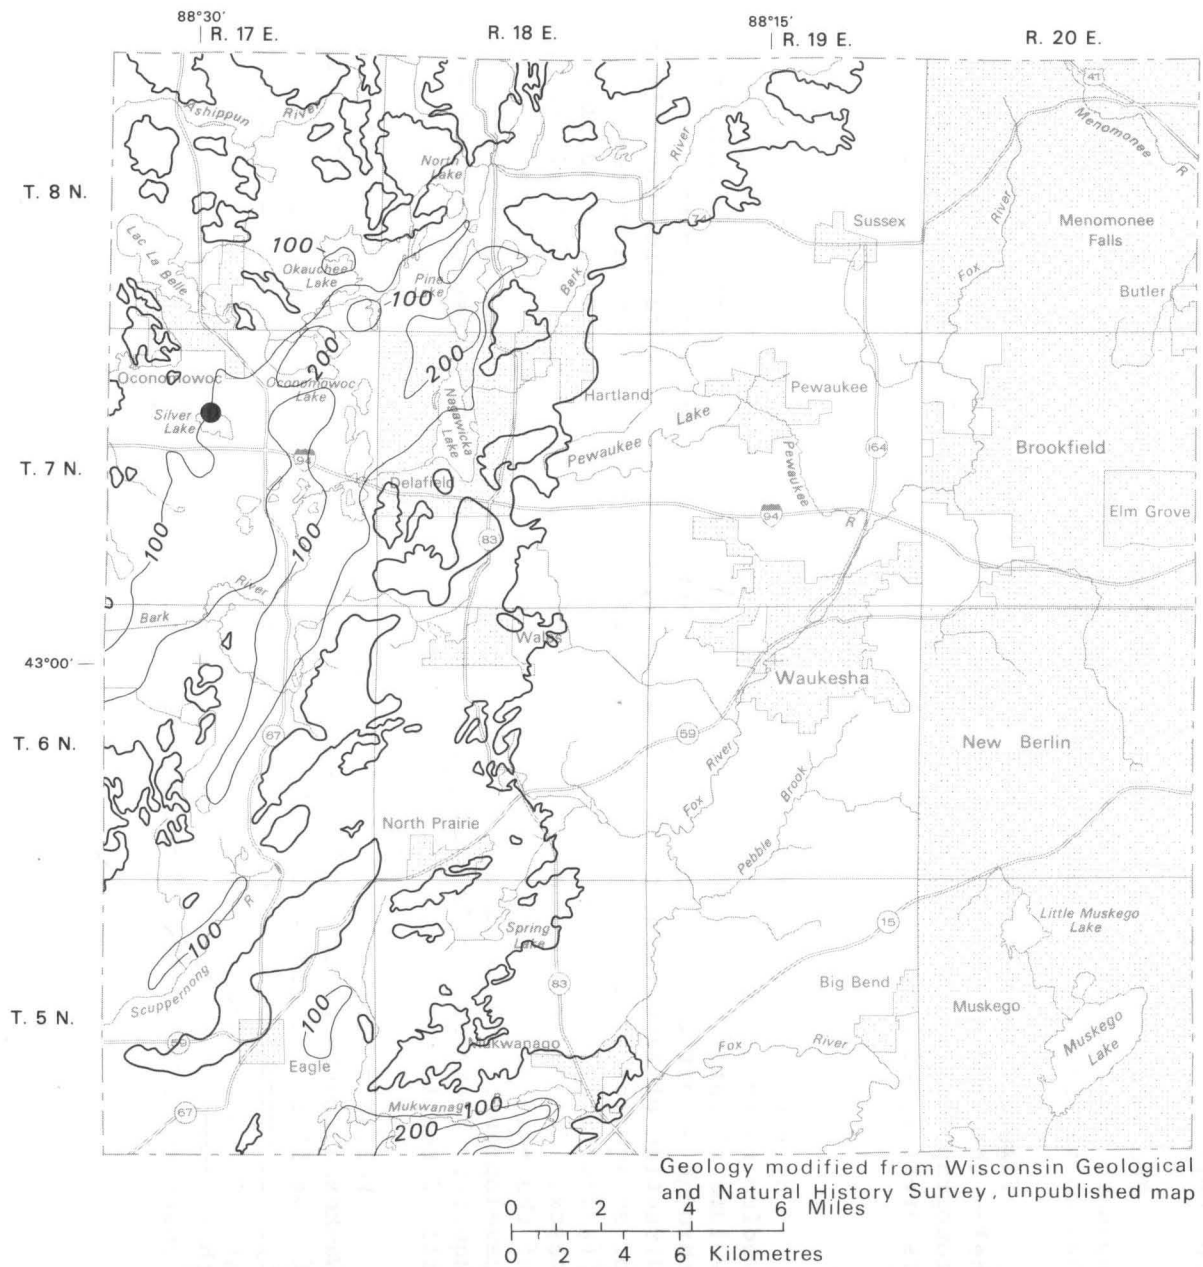 88°30'
88°15'
R. 17 E.
R. 18 E.
R. 19 E.
R. 20 E.
41
Ashippun River
Menomonee R
River
North Lake
T. 8 N.
74
Sussex
River
Menomonee Falls
Lac La Belle
100
Okauchee Lake
Pine Lake
Bark
Fox
100
Butler
200
200
Oconomowoc
Oconomowoc Lake
Nagawicka Lake
Hartland
Pewaukee
Silver Lake
Pewaukee Lake
164
Brookfield
T. 7 N.
94
Delafield
Pewaukee
R
94
Elm Grove
100
100
83
River
Bark
Wales
43°00'
Waukesha
67
59
T. 6 N.
River
New Berlin
Fox
Brook
Pebble
North Prairie
100
R
Scuppernong
Spring Lake
15
Little Muskego Lake
83
Big Bend
Muskego
100
T. 5 N.
59
Mukwanago
Fox River
Muskego Lake
Eagle
67
Mukwanago
R
100
200
Geology modified from Wisconsin Geological
and Natural History Survey, unpublished map
0 2 4 6 Miles
0 2 4 6 Kilometres